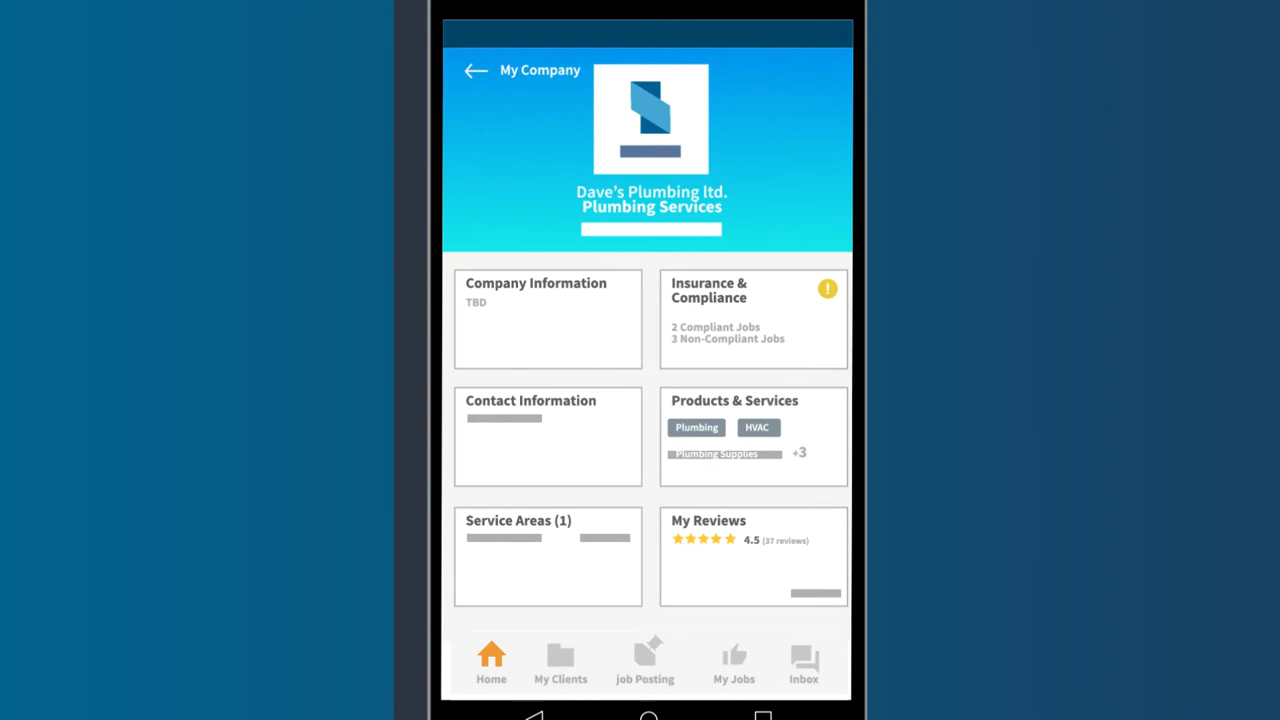 My Company
Dave's Plumbing ltd.
Plumbing Services
Company Information
TBD
Insurance &
Compliance
!
2 Compliant Jobs
3 Non-Compliant Jobs
Contact Information
Products & Services
Plumbing HVAC
Plumbing Supplies +3
Service Areas (1)
My Reviews
4.5 (37 reviews)
Home My Clients job Posting My Jobs Inbox